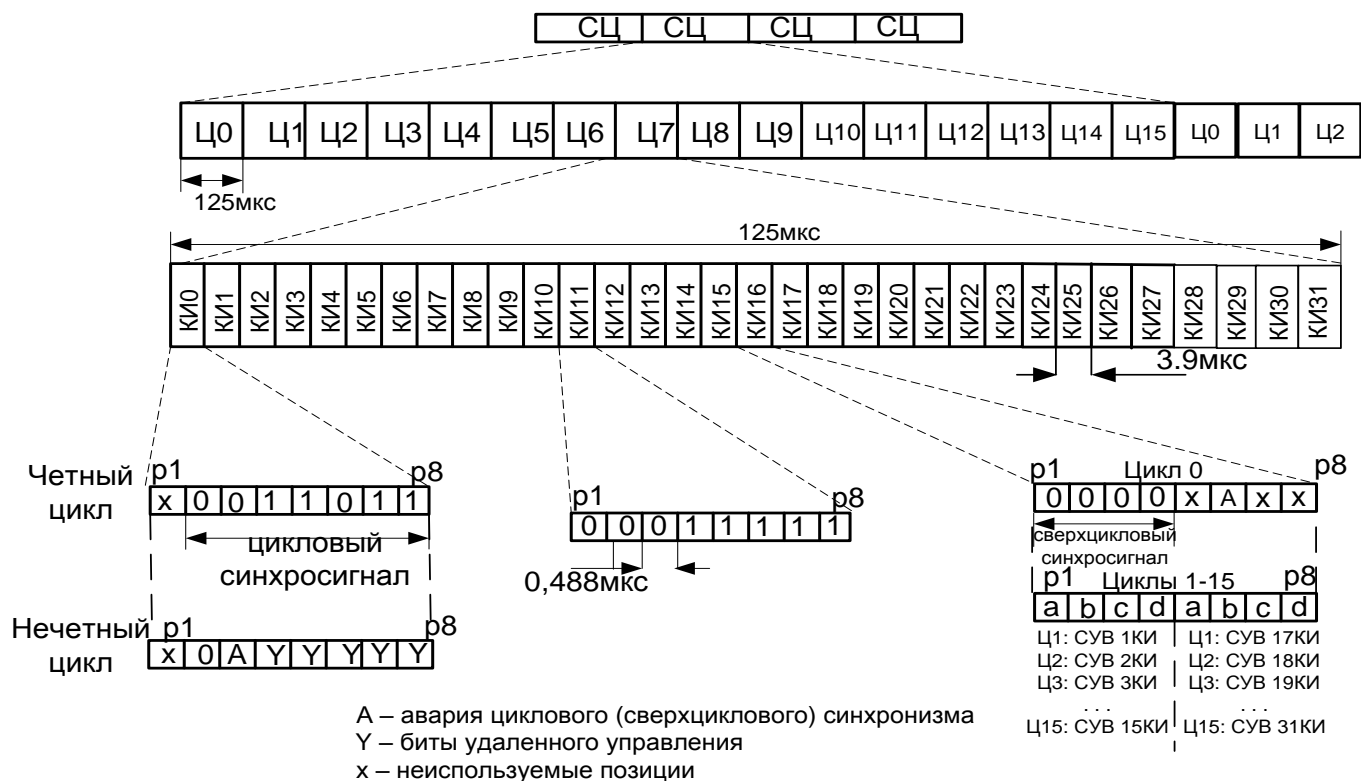 СЦ СЦ СЦ СЦ
Ц0 Ц1 Ц2 Ц3 Ц4 Ц5 Ц6 Ц7 Ц8 Ц9 Ц10 Ц11 Ц12 Ц13 Ц14 Ц15 Ц0 Ц1 Ц2
125мкс
125мкс
КИ0 КИ1 КИ2 КИ3 КИ4 КИ5 КИ6 КИ7 КИ8 КИ9 КИ10 КИ11 КИ12 КИ13 КИ14 КИ15 КИ16 КИ17 КИ18 КИ19 КИ20 КИ21 КИ22 КИ23 КИ24 КИ25 КИ26 КИ27 КИ28 КИ29 КИ30 КИ31
3.9мкс
Четный
цикл
p1 p8
x 0 0 1 1 0 1 1
цикловый
синхросигнал
Нечетный
цикл
p1 p8
x 0 A Y Y Y Y Y
p1 p8
0 0 0 1 1 1 1 1
0,488мкс
p1 Цикл 0 p8
0 0 0 0 x A x x
сверхцикловый
синхросигнал
p1 Циклы 1-15 p8
a b c d a b c d
Ц1: СУВ 1КИ Ц1: СУВ 17КИ
Ц2: СУВ 2КИ Ц2: СУВ 18КИ
Ц3: СУВ 3КИ Ц3: СУВ 19КИ
. . . . . .
Ц15: СУВ 15КИ Ц15: СУВ 31КИ
А – авария циклового (сверхциклового) синхронизма
Y – биты удаленного управления
x – неиспользуемые позиции